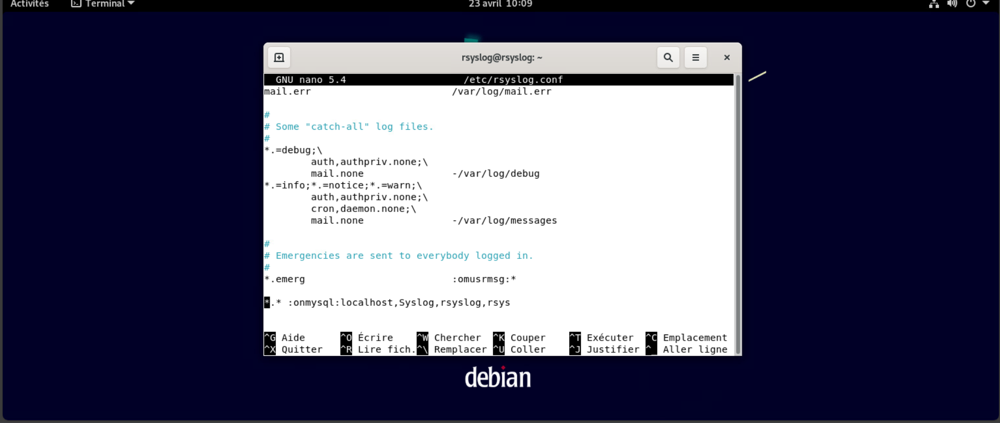 Activités Terminal 23 avril 10:09
rsyslog@rsyslog: ~
GNU nano 5.4 /etc/rsyslog.conf
mail.err /var/log/mail.err
#
# Some "catch-all" log files.
#
*.=debug;\
auth,authpriv.none;\
mail.none -/var/log/debug
*.=info;*.=notice;*.=warn;\
auth,authpriv.none;\
cron,daemon.none;\
mail.none -/var/log/messages
#
# Emergencies are sent to everybody logged in.
#
*.emerg :omusrmsg:*
*.* :onmysql:localhost,Syslog,rsyslog,rsys
^G Aide ^O Écrire ^W Chercher ^K Couper ^T Exécuter ^C Emplacement
^X Quitter ^R Lire fich. ^\ Remplacer ^U Coller ^J Justifier ^_ Aller ligne
debian